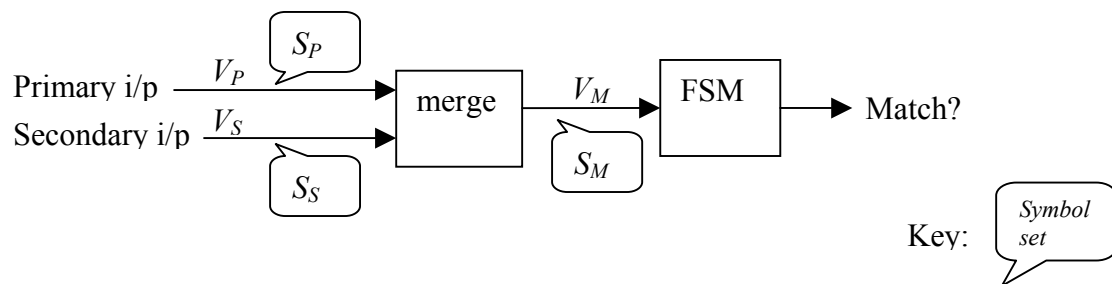 S_P
Primary i/p V_P merge V_M FSM Match?
Secondary i/p V_S
S_S S_M
Key: Symbol
set